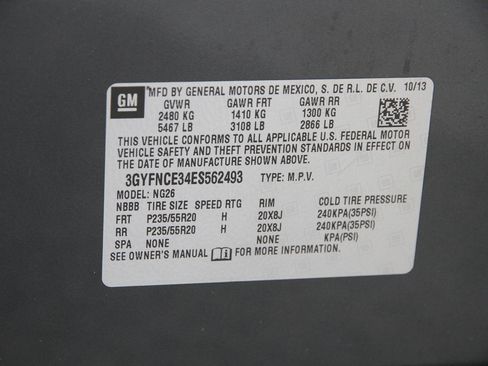 GM MFD BY GENERAL MOTORS DE MEXICO, S. DE R.L. DE C.V. 10/13
GVWR GAWR FRT GAWR RR
2480 KG 1410 KG 1300 KG
5467 LB 3108 LB 2866 LB
THIS VEHICLE CONFORMS TO ALL APPLICABLE U.S. FEDERAL MOTOR
VEHICLE SAFETY AND THEFT PREVENTION STANDARDS IN EFFECT ON
THE DATE OF MANUFACTURE SHOWN ABOVE.
3GYFNCE34ES562493 TYPE: M.P.V.
MODEL: NG26
NBBB TIRE SIZE SPEED RTG RIM COLD TIRE PRESSURE
FRT P235/55R20 H 20X8J 240KPA(35PSI)
RR P235/55R20 H 20X8J 240KPA(35PSI)
SPA NONE NONE KPA(PSI)
SEE OWNER'S MANUAL FOR MORE INFORMATION.